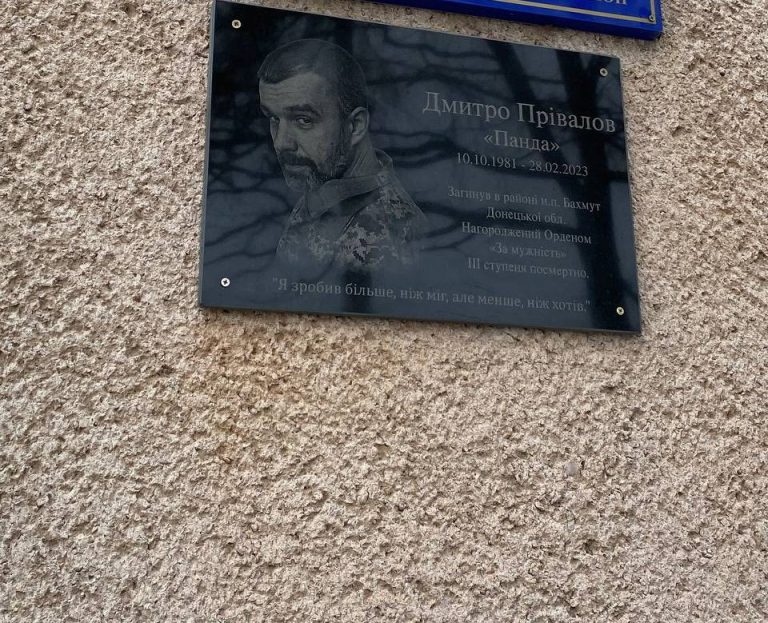 Дмитро Прівалов
«Панда»
10.10.1981 - 28.02.2023
Загинув в районі н.п. Бахмут
Донецької обл.
Нагороджений Орденом
«За мужність»
III ступеня посмертно.
"Я зробив більше, ніж міг, але менше, ніж хотів."